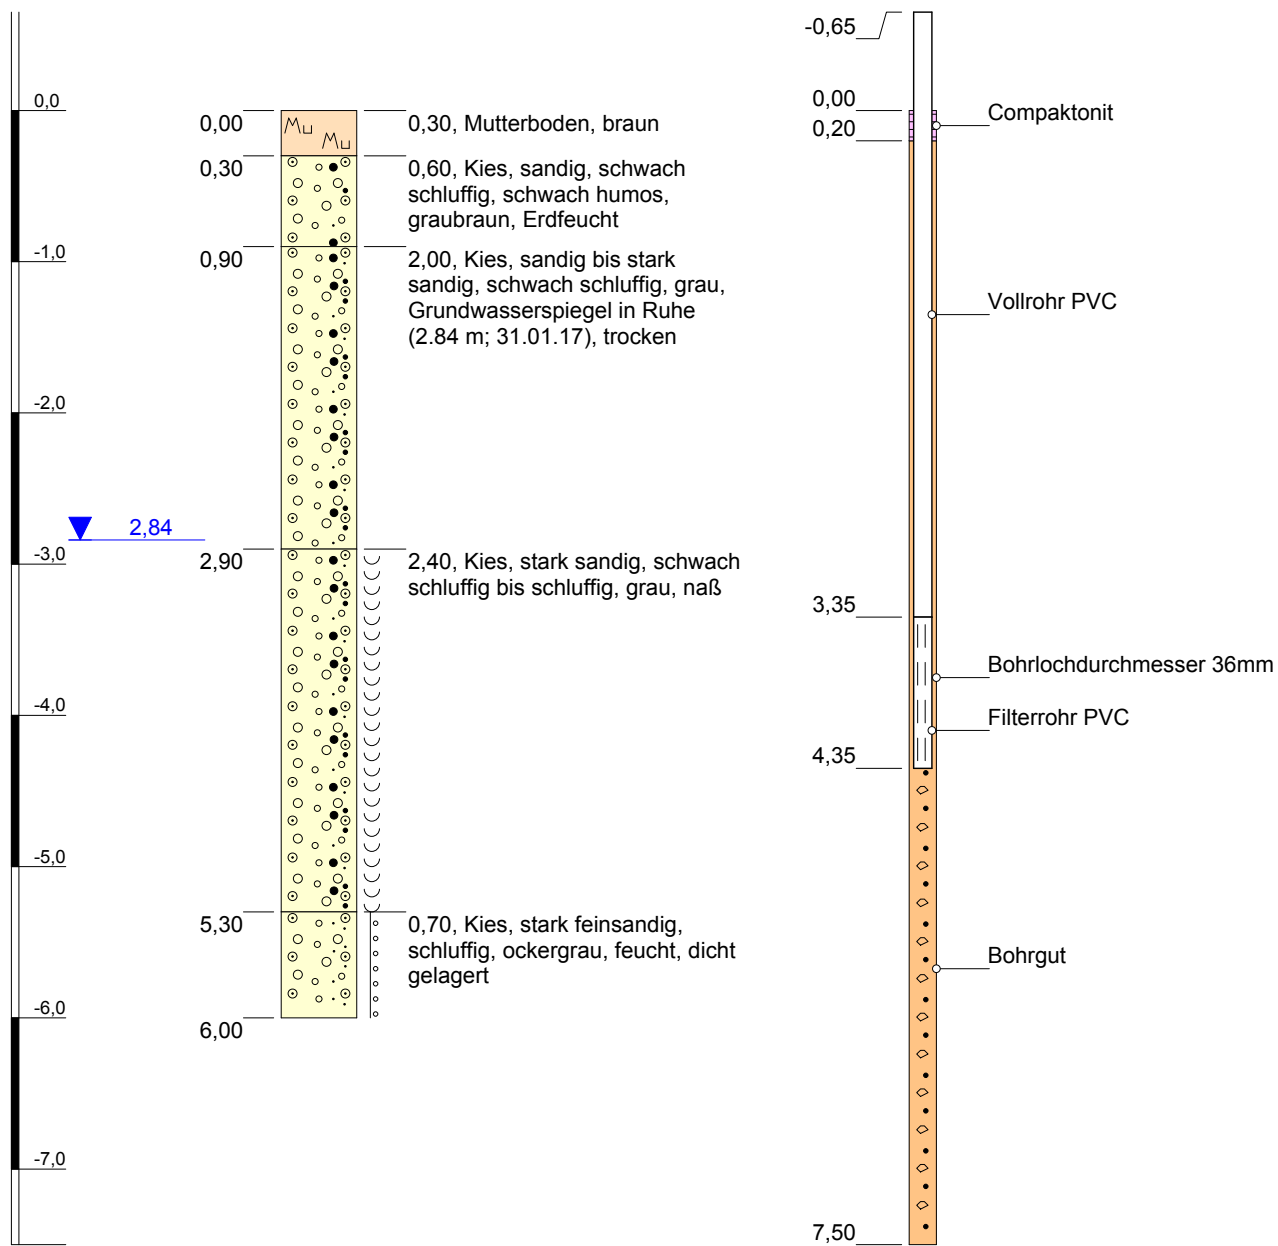 0,0
-1,0
-2,0
-3,0
-4,0
-5,0
-6,0
-7,0
2,84
0,00
0,30
0,90
2,90
5,30
6,00
Mu
Mu
0,30, Mutterboden, braun
0,60, Kies, sandig, schwach
schluffig, schwach humos,
graubraun, Erdfeucht
2,00, Kies, sandig bis stark
sandig, schwach schluffig, grau,
Grundwasserspiegel in Ruhe
(2.84 m; 31.01.17), trocken
2,40, Kies, stark sandig, schwach
schluffig bis schluffig, grau, naß
0,70, Kies, stark feinsandig,
schluffig, ockergrau, feucht, dicht
gelagert
-0,65
0,00
0,20
3,35
4,35
7,50
Compaktonit
Vollrohr PVC
Bohrlochdurchmesser 36mm
Filterrohr PVC
Bohrgut